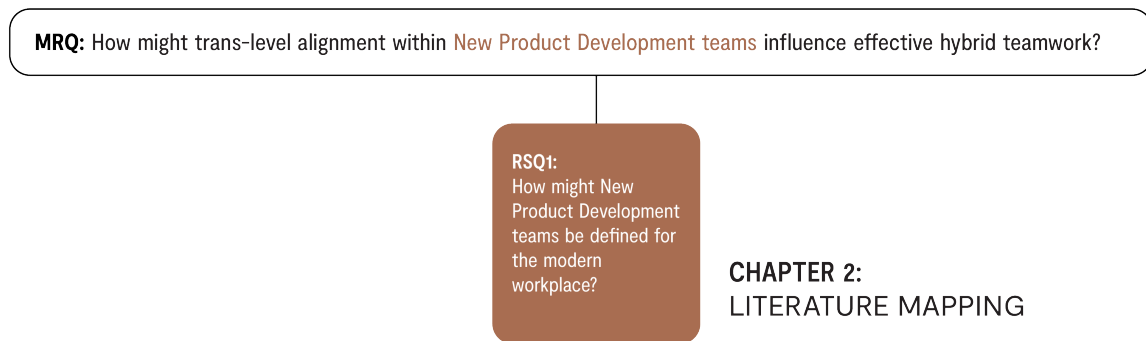 MRQ: How might trans-level alignment within New Product Development teams influence effective hybrid teamwork?
RSQ1:
How might New
Product Development
teams be defined for
the modern
workplace?
CHAPTER 2:
LITERATURE MAPPING